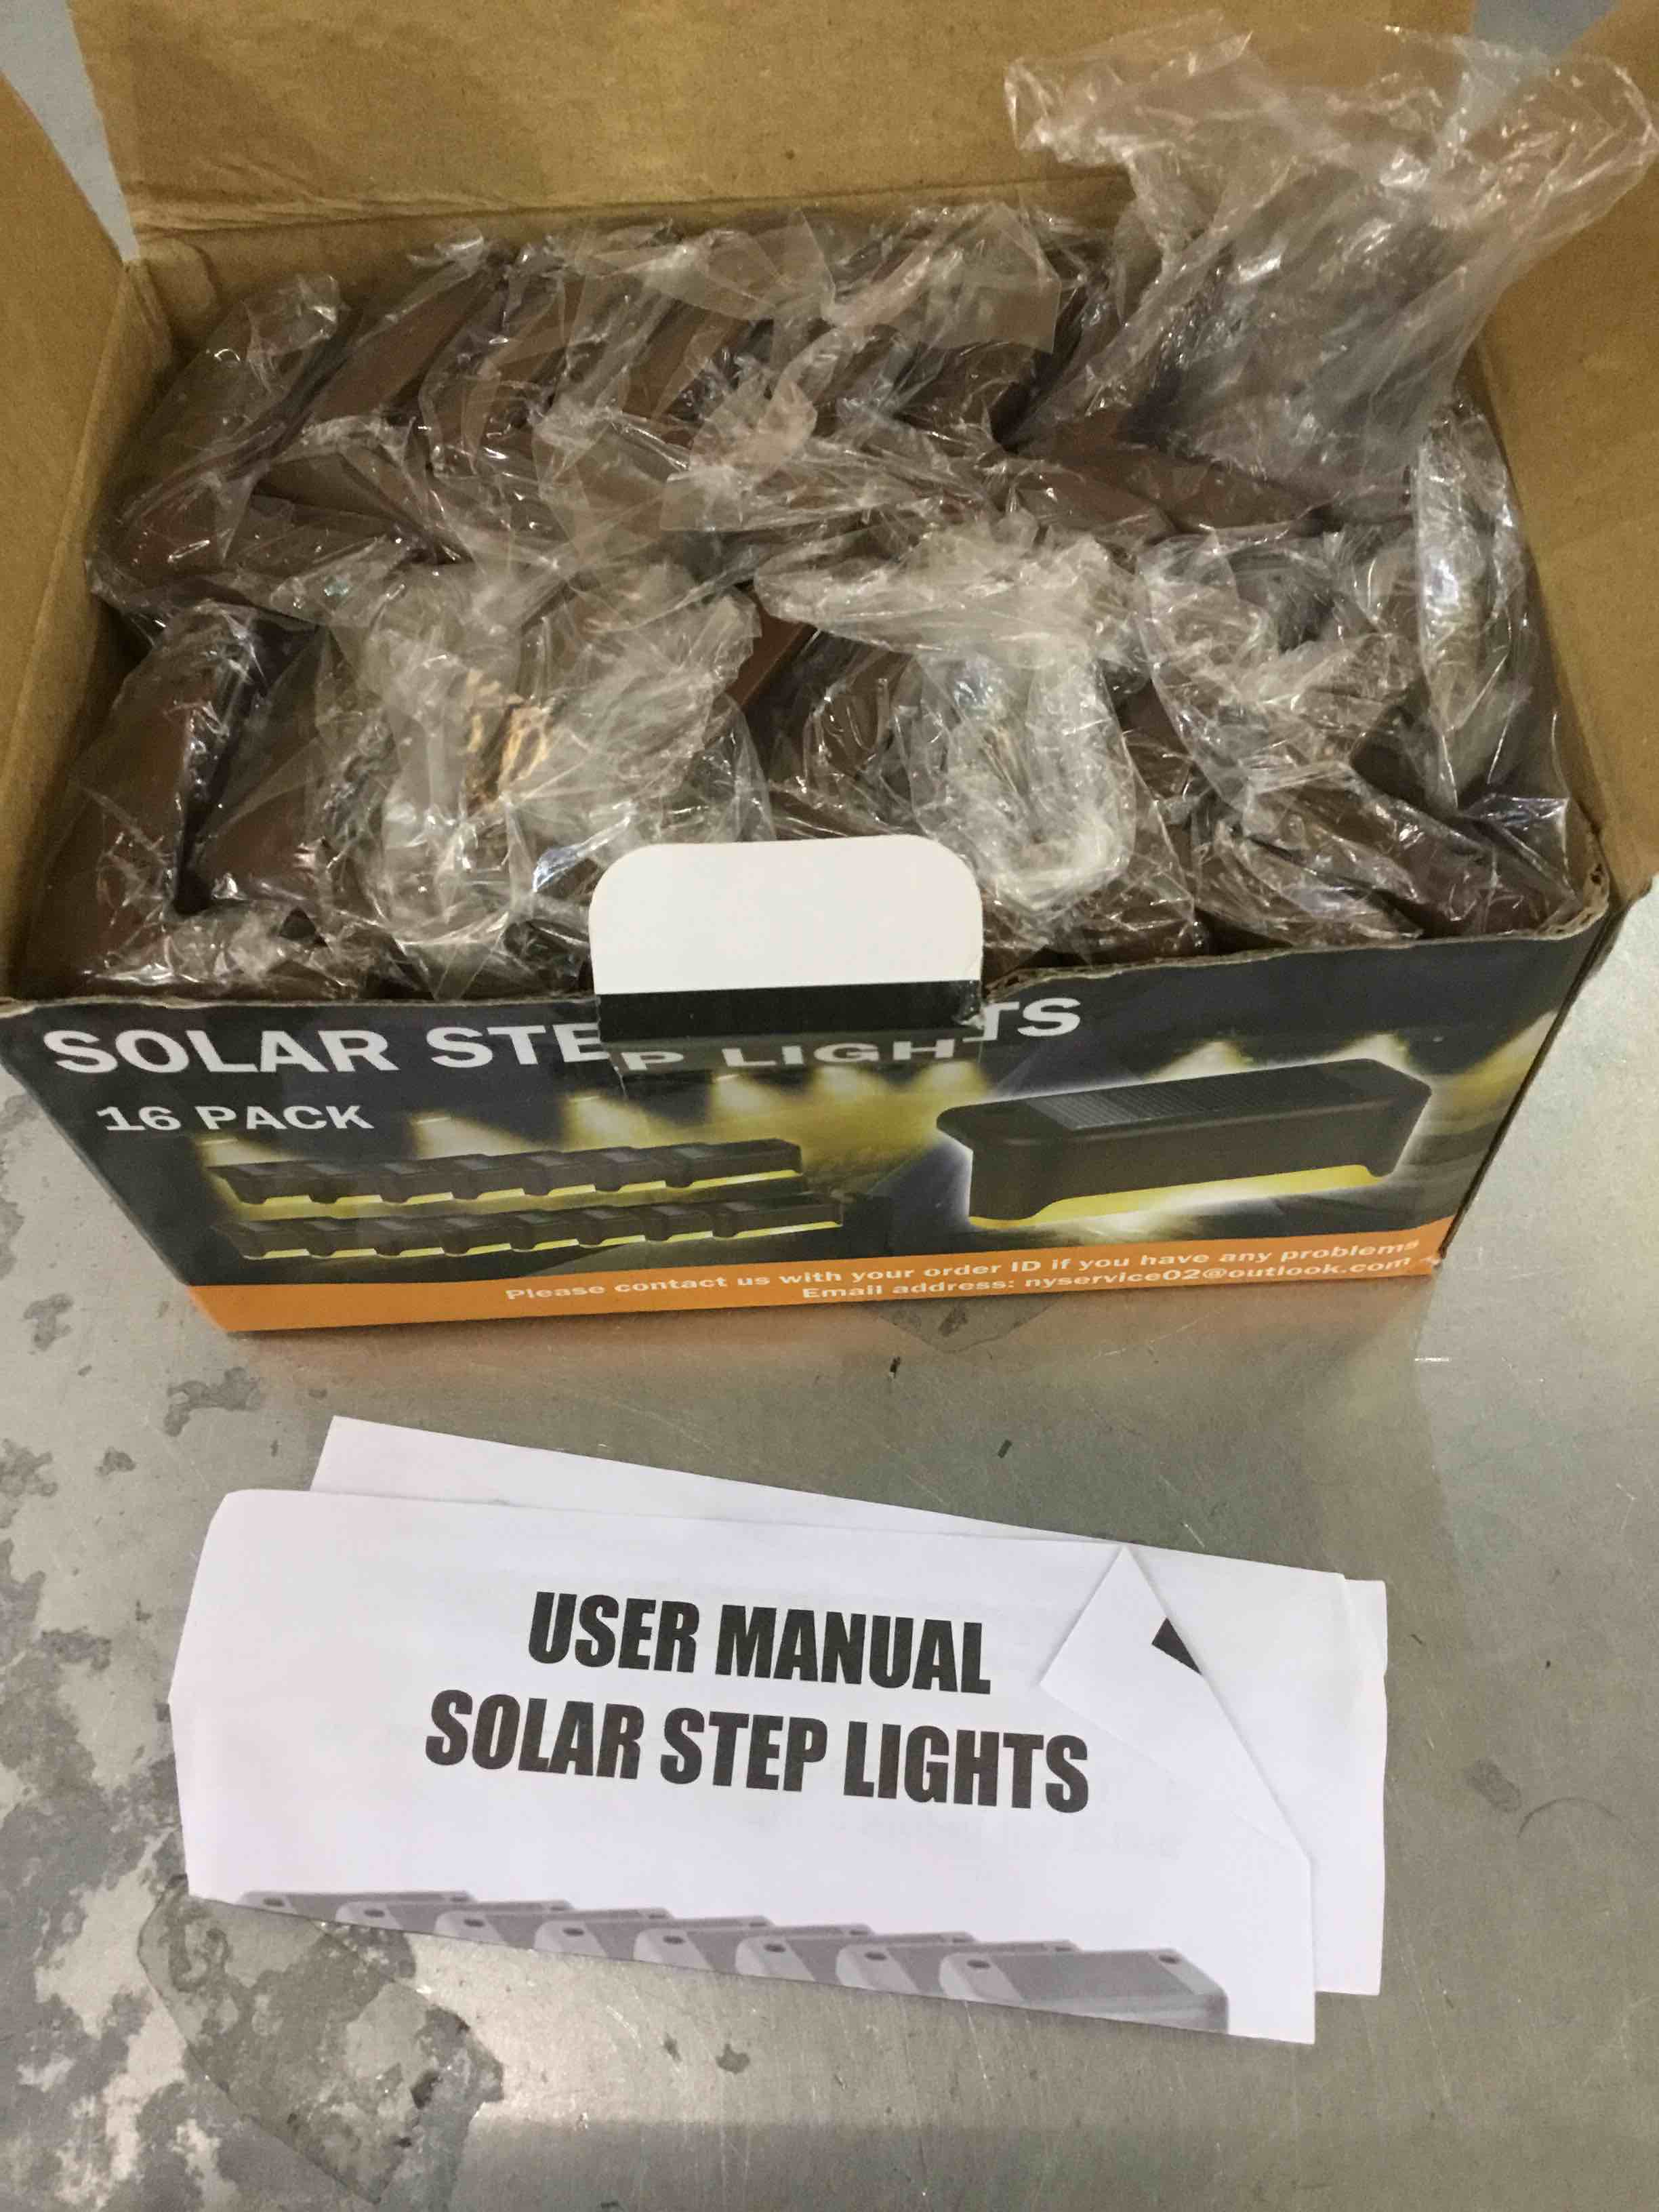 SOLAR STEP LIGHTS
16 PACK
Please contact us with your order ID if you have any problems
Email address: nyservice02@outlook.com
USER MANUAL
SOLAR STEP LIGHTS